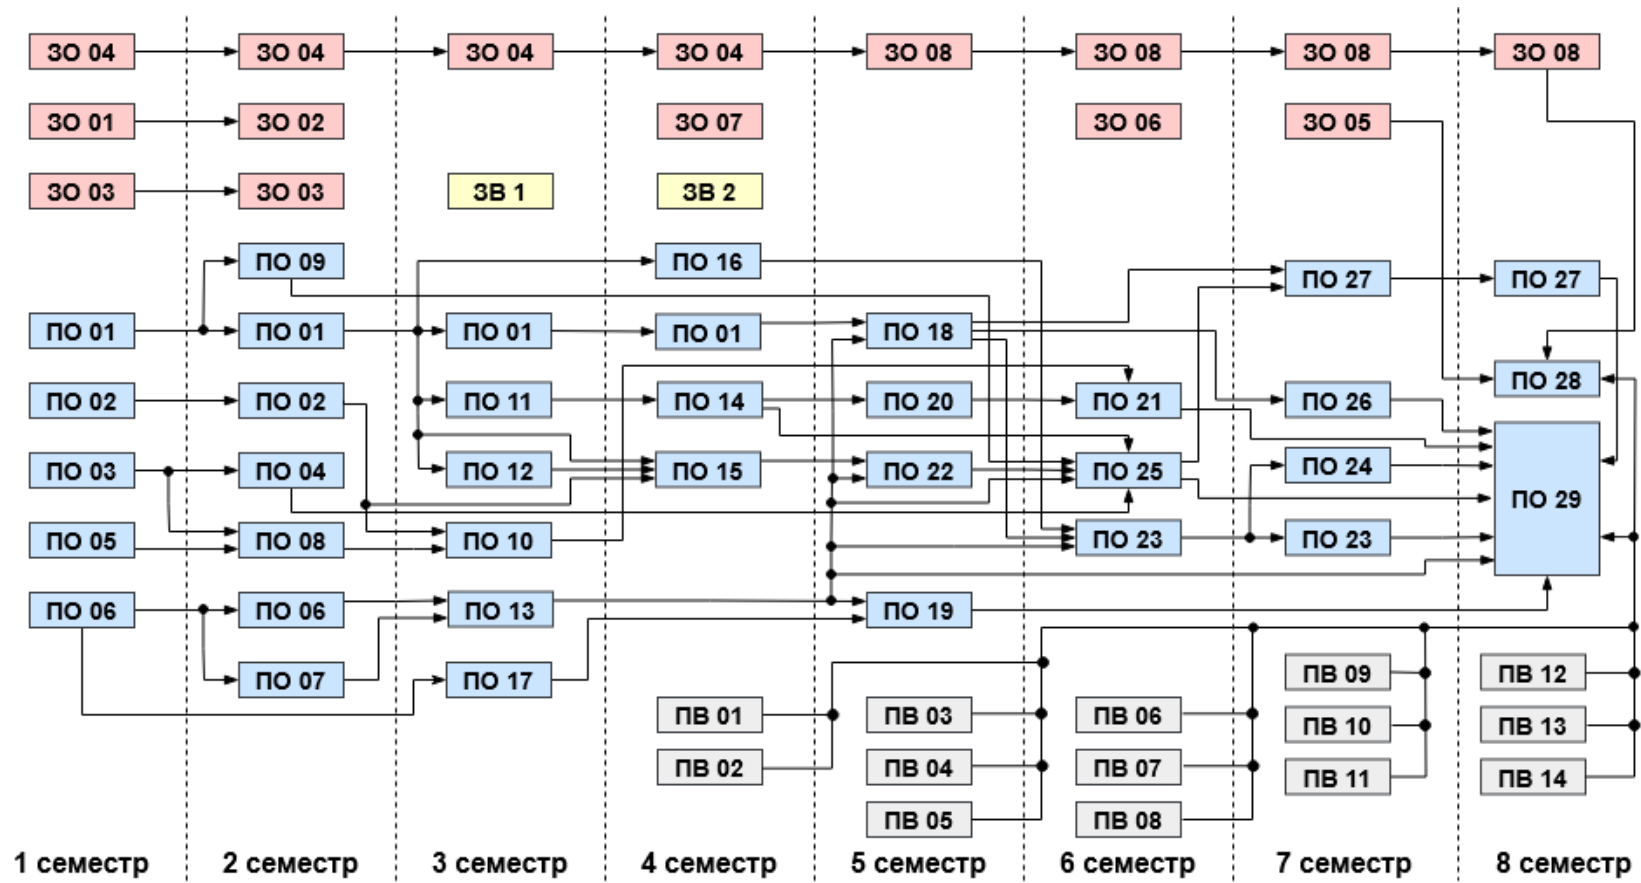 ЗО 04 ЗО 04 ЗО 04 ЗО 04 ЗО 08 ЗО 08 ЗО 08 ЗО 08
ЗО 01 ЗО 02 ЗО 07 ЗО 06 ЗО 05
ЗО 03 ЗО 03 ЗВ 1 ЗВ 2
ПО 09 ПО 16 ПО 27 ПО 27
ПО 01 ПО 01 ПО 01 ПО 01 ПО 18
ПО 28
ПО 02 ПО 02 ПО 11 ПО 14 ПО 20 ПО 21 ПО 26
ПО 03 ПО 04 ПО 12 ПО 15 ПО 22 ПО 25 ПО 24
ПО 29
ПО 05 ПО 08 ПО 10 ПО 23 ПО 23
ПО 06 ПО 06 ПО 13 ПО 19
ПО 07 ПО 17 ПВ 09 ПВ 12
ПВ 01 ПВ 03 ПВ 06 ПВ 10 ПВ 13
ПВ 02 ПВ 04 ПВ 07 ПВ 11 ПВ 14
ПВ 05 ПВ 08
1 семестр 2 семестр 3 семестр 4 семестр 5 семестр 6 семестр 7 семестр 8 семестр